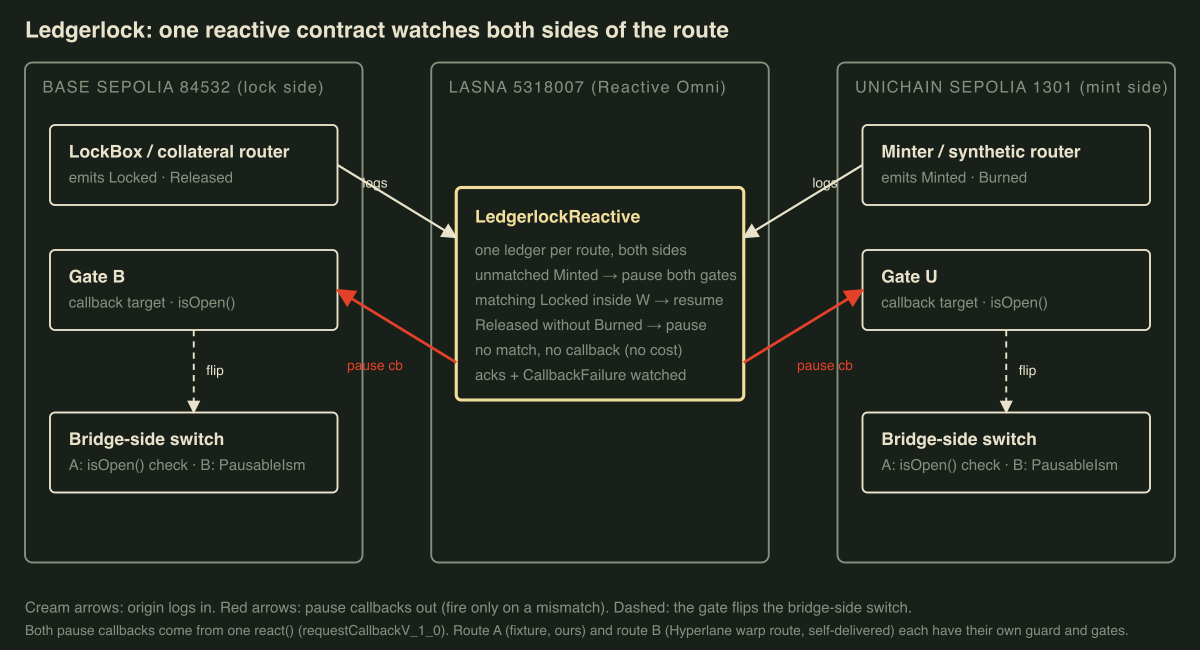 Ledgerlock: one reactive contract watches both sides of the route
BASE SEPOLIA 84532 (lock side)
LockBox / collateral router
emits Locked · Released
logs
Gate B
callback target · isOpen()
pause cb
flip
Bridge-side switch
A: isOpen() check · B: PausableIsm
LASNA 5318007 (Reactive Omni)
LedgerlockReactive
one ledger per route, both sides
unmatched Minted → pause both gates
matching Locked inside W → resume
Released without Burned → pause
no match, no callback (no cost)
acks + CallbackFailure watched
UNICHAIN SEPOLIA 1301 (mint side)
Minter / synthetic router
emits Minted · Burned
logs
Gate U
callback target · isOpen()
pause cb
flip
Bridge-side switch
A: isOpen() check · B: PausableIsm
Cream arrows: origin logs in. Red arrows: pause callbacks out (fire only on a mismatch). Dashed: the gate flips the bridge-side switch.
Both pause callbacks come from one react() (requestCallbackV_1_0). Route A (fixture, ours) and route B (Hyperlane warp route, self-delivered) each have their own guard and gates.